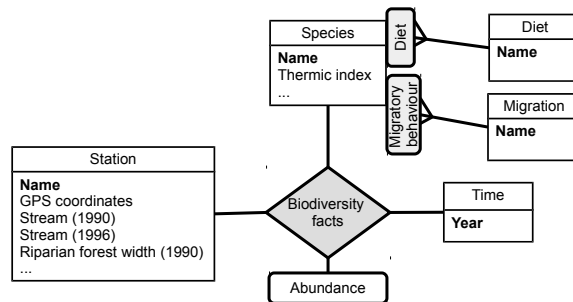 Species
Name
Thermic index
...
Diet
Diet
Name
Migratory
behaviour
Migration
Name
Station
Name
GPS coordinates
Stream (1990)
Stream (1996)
Riparian forest width (1990)
...
Biodiversity
facts
Time
Year
Abundance